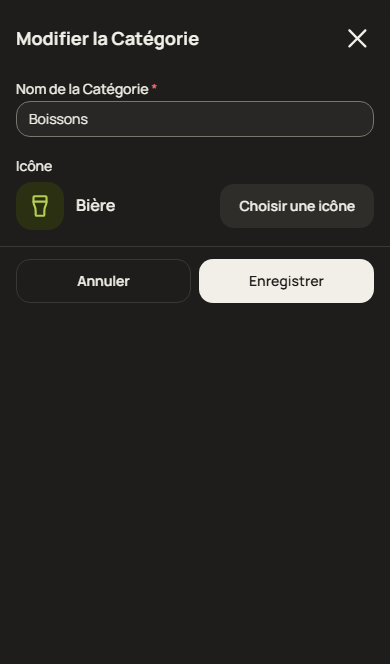 Modifier la Catégorie
Nom de la Catégorie *
Boissons
Icône
Bière
Choisir une icône
Annuler
Enregistrer